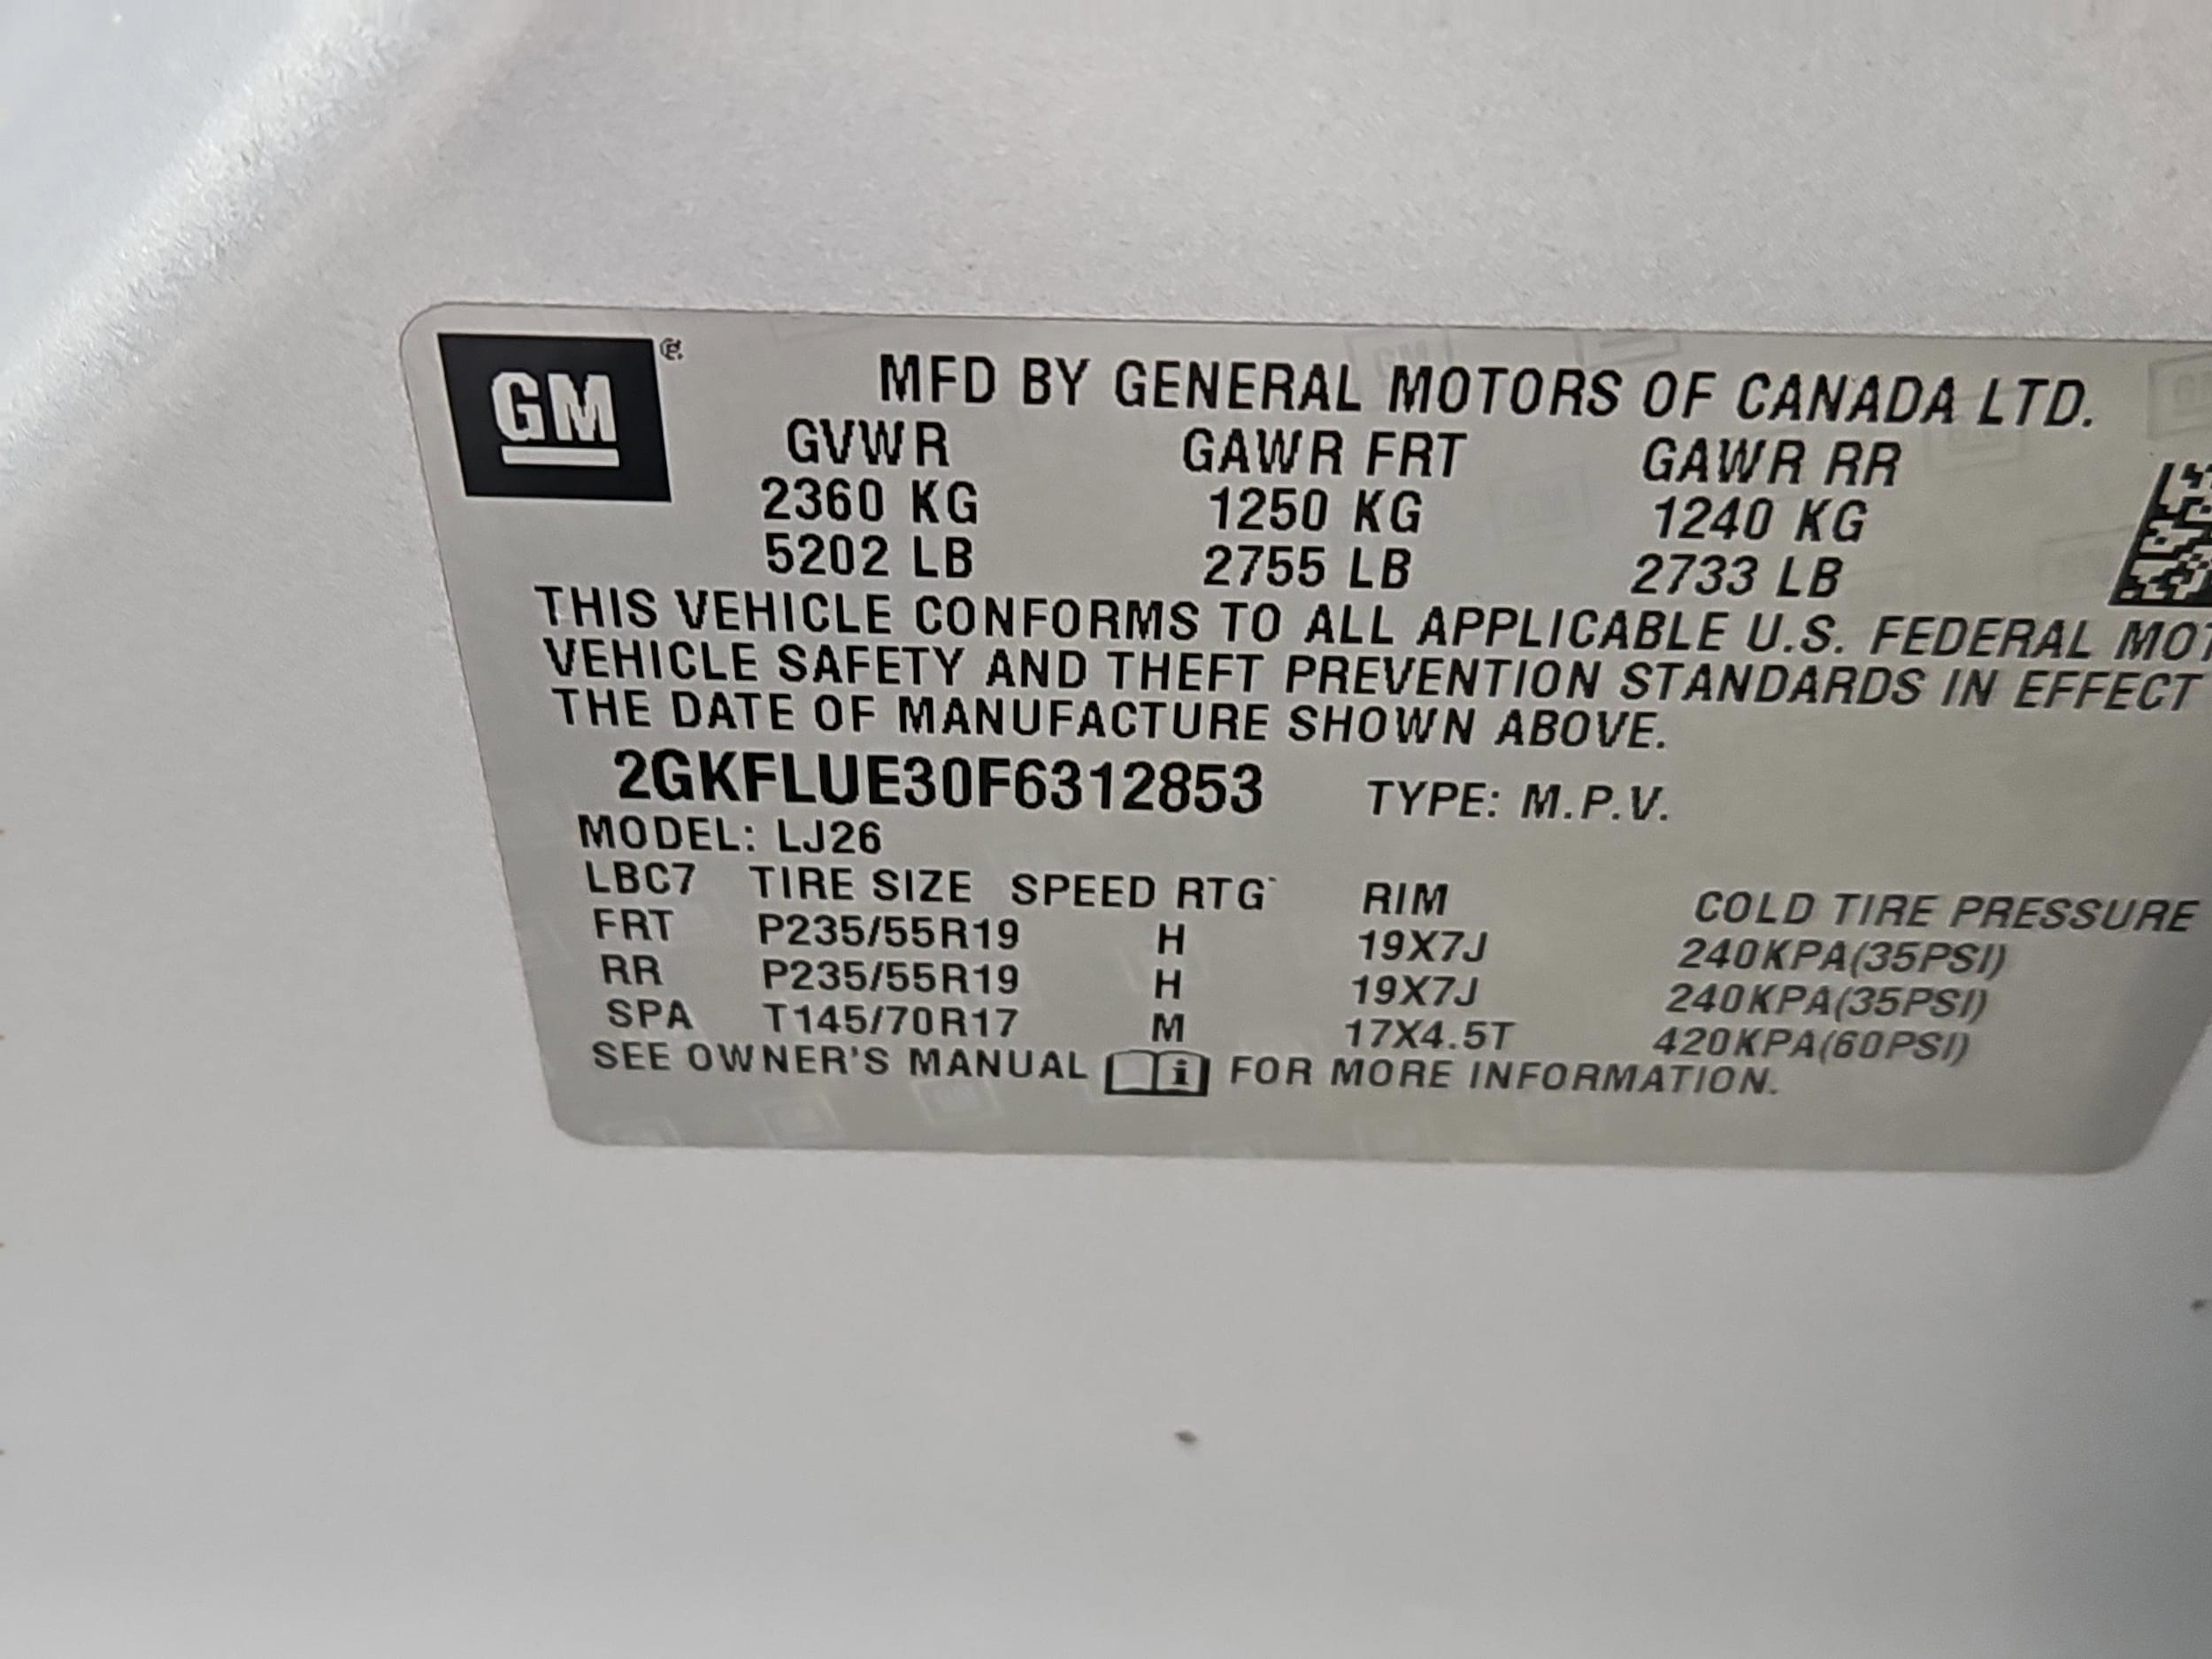 GM
MFD BY GENERAL MOTORS OF CANADA LTD.
GVWR GAWR FRT GAWR RR
2360 KG 1250 KG 1240 KG
5202 LB 2755 LB 2733 LB
THIS VEHICLE CONFORMS TO ALL APPLICABLE U.S. FEDERAL MOT
VEHICLE SAFETY AND THEFT PREVENTION STANDARDS IN EFFECT
THE DATE OF MANUFACTURE SHOWN ABOVE.
2GKFLUE30F6312853 TYPE: M.P.V.
MODEL: LJ26
LBC7 TIRE SIZE SPEED RTG RIM COLD TIRE PRESSURE
FRT P235/55R19 H 19X7J 240KPA(35PSI)
RR P235/55R19 H 19X7J 240KPA(35PSI)
SPA T145/70R17 M 17X4.5T 420KPA(60PSI)
SEE OWNER'S MANUAL i FOR MORE INFORMATION.